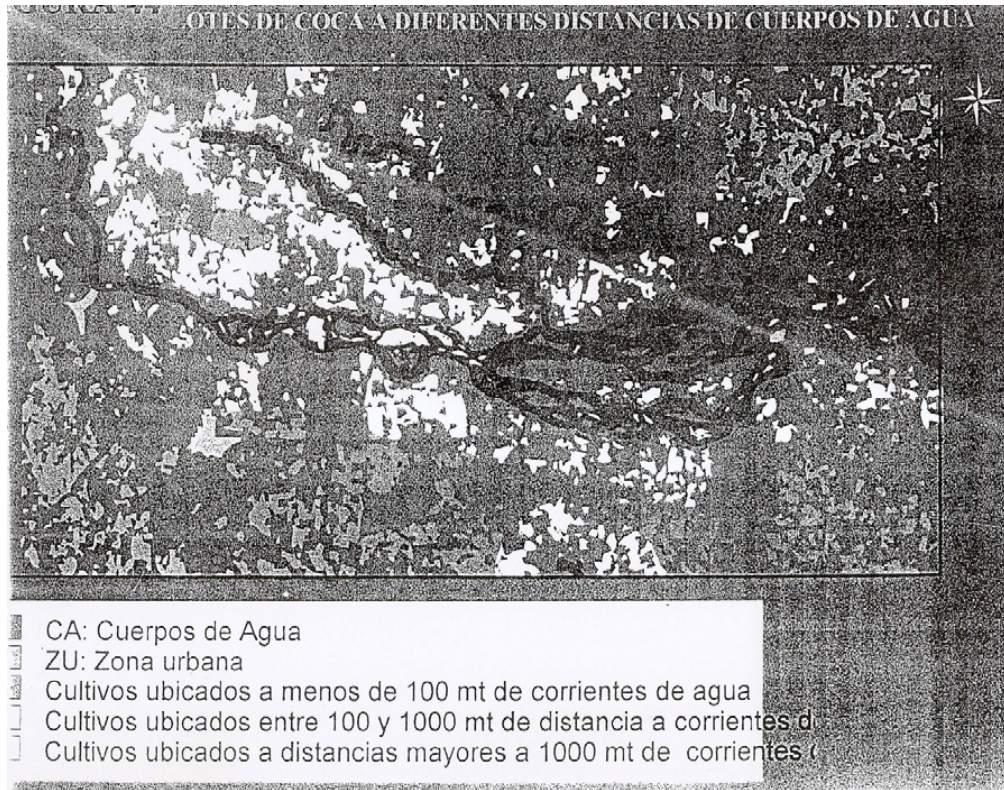 DE COCA A DIFERENTES DISTANCIAS DE CUERPOS DE AGUA
CA: Cuerpos de Agua
ZU: Zona urbana
Cultivos ubicados a menos de 100 mt de corrientes de agua
Cultivos ubicados entre 100 y 1000 mt de distancia a corrientes d
Cultivos ubicados a distancias mayores a 1000 mt de corrientes